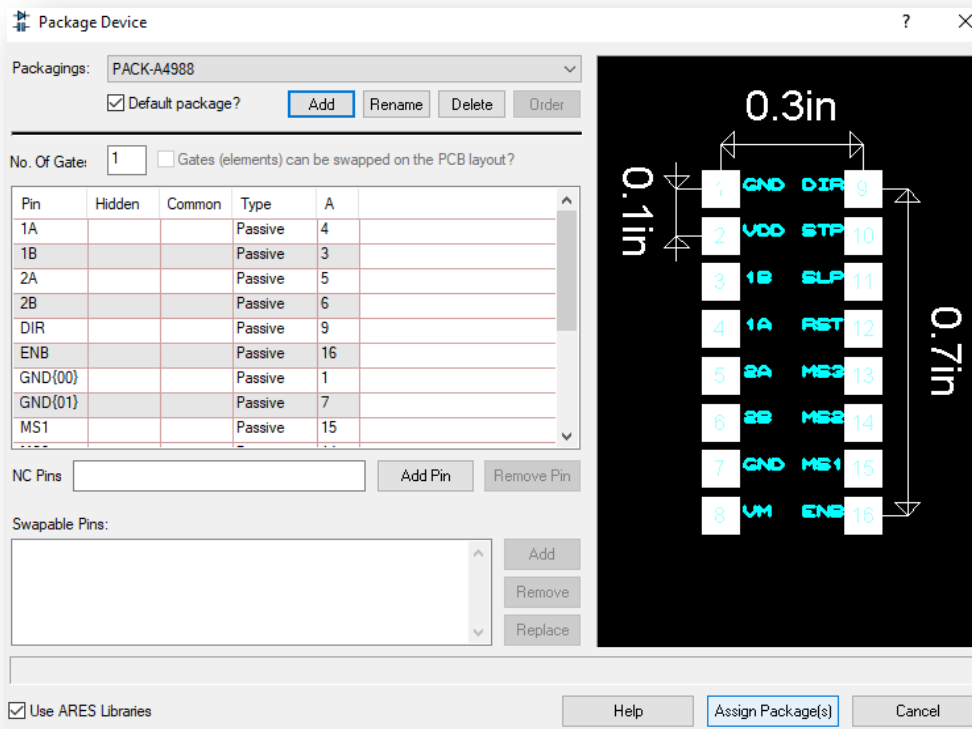 Package Device
?
Packagings: PACK-A4988
Default package? Add Rename Delete Order
No. Of Gates 1 Gates (elements) can be swapped on the PCB layout?
Pin Hidden Common Type A
1A Passive 4
1B Passive 3
2A Passive 5
2B Passive 6
DIR Passive 9
ENB Passive 16
GND{00} Passive 1
GND{01} Passive 7
MS1 Passive 15
NC Pins Add Pin Remove Pin
Swapable Pins:
Add
Remove
Replace
Use ARES Libraries
Help Assign Package(s) Cancel
0.3in
0.1in
0.7in
1 GND DIR 9
2 VDD STP 10
3 1B SLP 11
4 1A RST 12
5 2A MS3 13
6 2B MS2 14
7 GND MS1 15
8 VM ENB 16